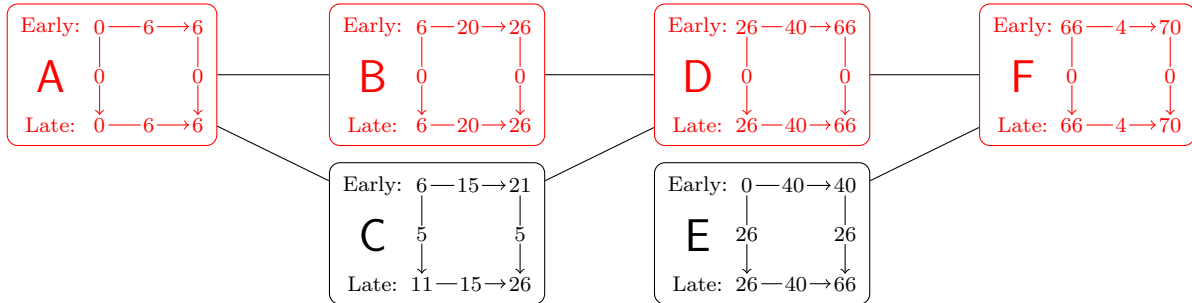 Early: 0 6 6
A 0 0
Late: 0 6 6
Early: 6 20 26
B 0 0
Late: 6 20 26
Early: 26 40 66
D 0 0
Late: 26 40 66
Early: 66 4 70
F 0 0
Late: 66 4 70
Early: 6 15 21
C 5 5
Late: 11 15 26
Early: 0 40 40
E 26 26
Late: 26 40 66